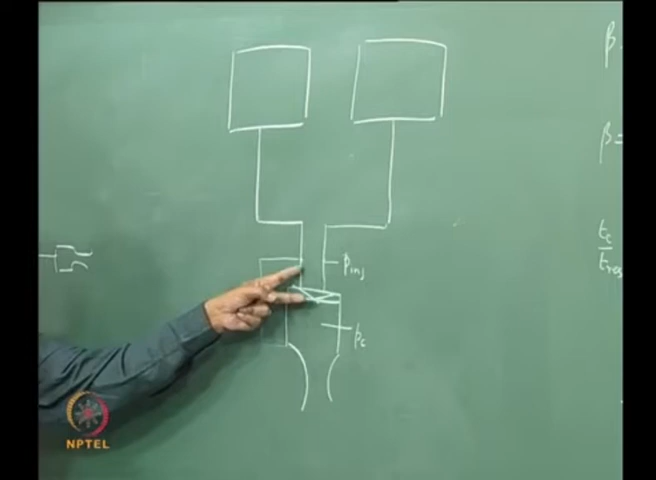 β
β =
p_inj
t_c
t_res
p_c
NPTEL